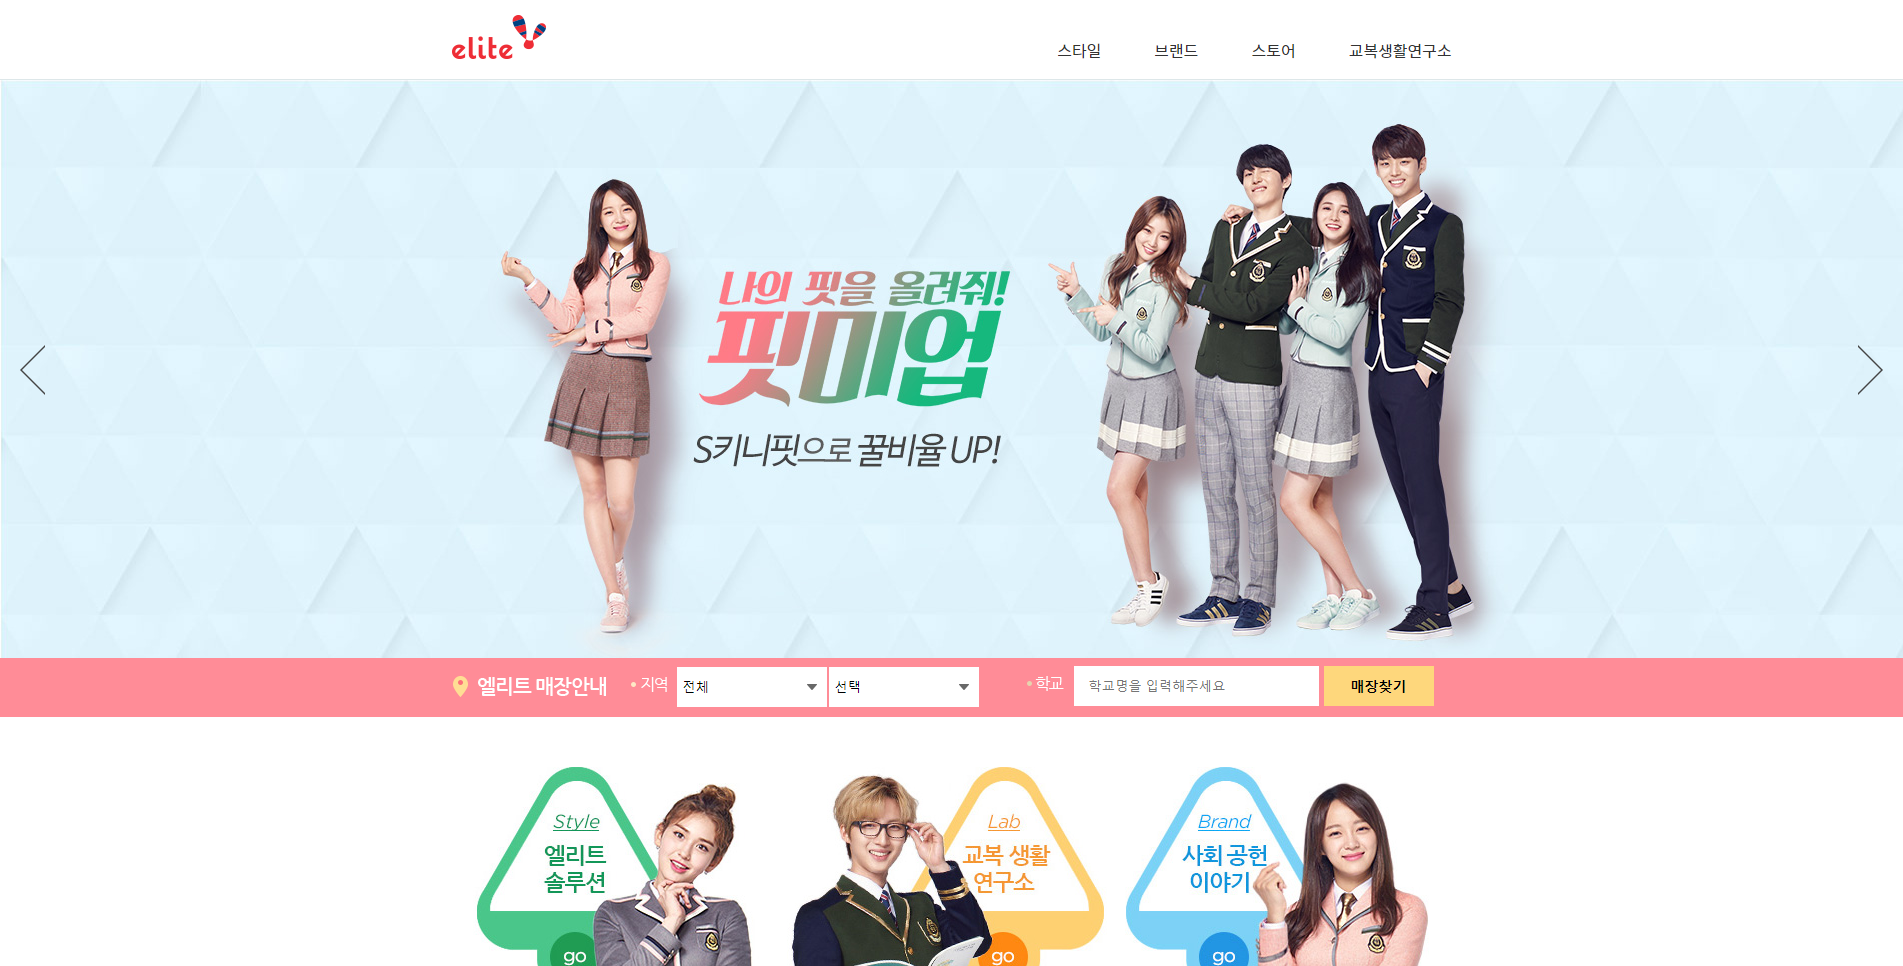 elite
스타일 브랜드 스토어 교복생활연구소
나의 핏을 올려줘!
핏미업
S키니핏으로 꿀비율 UP!
엘리트 매장안내 • 지역 전체 선택 • 학교 학교명을 입력해주세요 매장찾기
Style
엘리트
솔루션
go
Lab
교복 생활
연구소
go
Brand
사회 공헌
이야기
go